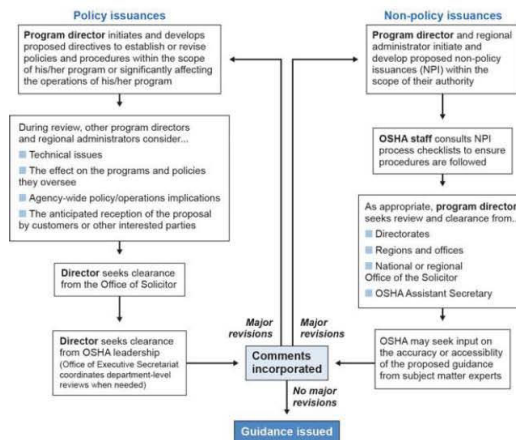 Policy issuances
Program director initiates and develops
proposed directives to establish or revise
policies and procedures within the scope
of his/her program or significantly affecting
the operations of his/her program
During review, other program directors
and regional administrators consider...
Technical issues
The effect on the programs and policies
they oversee
Agency-wide policy/operations implications
The anticipated reception of the proposal
by customers or other interested parties
Director seeks clearance
from the Office of Solicitor
Director seeks clearance
from OSHA leadership
(Office of Executive Secretariat
coordinates department-level
reviews when needed)
Non-policy issuances
Program director and regional
administrator initiate and
develop proposed non-policy
issuances (NPI) within the
scope of their authority
OSHA staff consults NPI
process checklists to ensure
procedures are followed
As appropriate, program director
seeks review and clearance from...
Directorates
Regions and offices
National or regional
Office of the Solicitor
OSHA Assistant Secretary
OSHA may seek input on
the accuracy or accessiblity
of the proposed guidance
from subject matter experts
Major
revisions
Major
revisions
Comments
incorporated
No major
revisions
Guidance issued